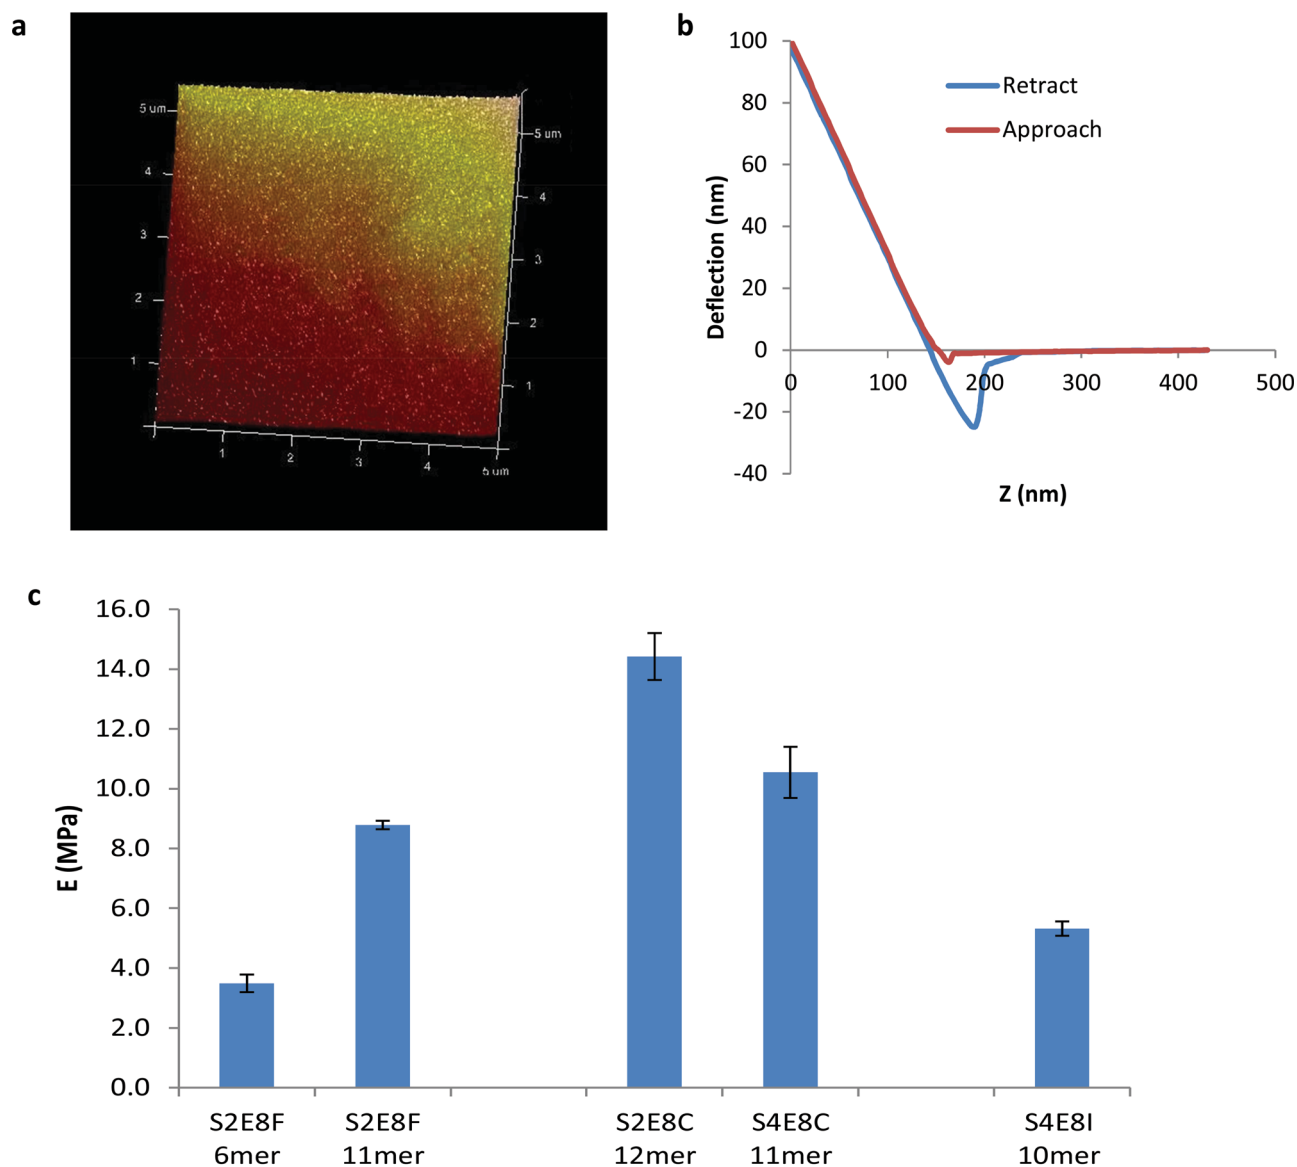 a
5 um
4
3
2
1
5 um
4
3
2
1
1
2
3
4
5 um
b
100
80
60
40
20
0
-20
-40
Deflection (nm)
Retract
Approach
0
100
200
300
400
500
Z (nm)
c
16.0
14.0
12.0
10.0
8.0
6.0
4.0
2.0
0.0
E (MPa)
S2E8F S2E8F S2E8C S4E8C S4E8I
6mer 11mer 12mer 11mer 10mer